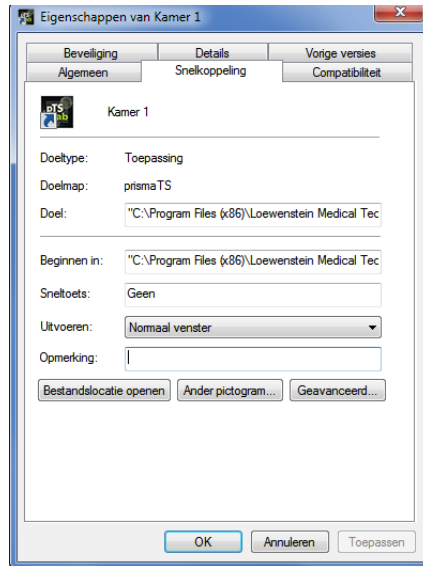 Eigenschappen van Kamer 1
Beveiliging Details Vorige versies
Algemeen Snelkoppeling Compatibiliteit
pTS
Kamer 1
Doeltype: Toepassing
Doelmap: prismaTS
Doel: "C:\Program Files (x86)\Loewenstein Medical Tec
Beginnen in: "C:\Program Files (x86)\Loewenstein Medical Tec
Sneltoets: Geen
Uitvoeren: Normaal venster
Opmerking:
Bestandslocatie openen Ander pictogram... Geavanceerd...
OK Annuleren Toepassen